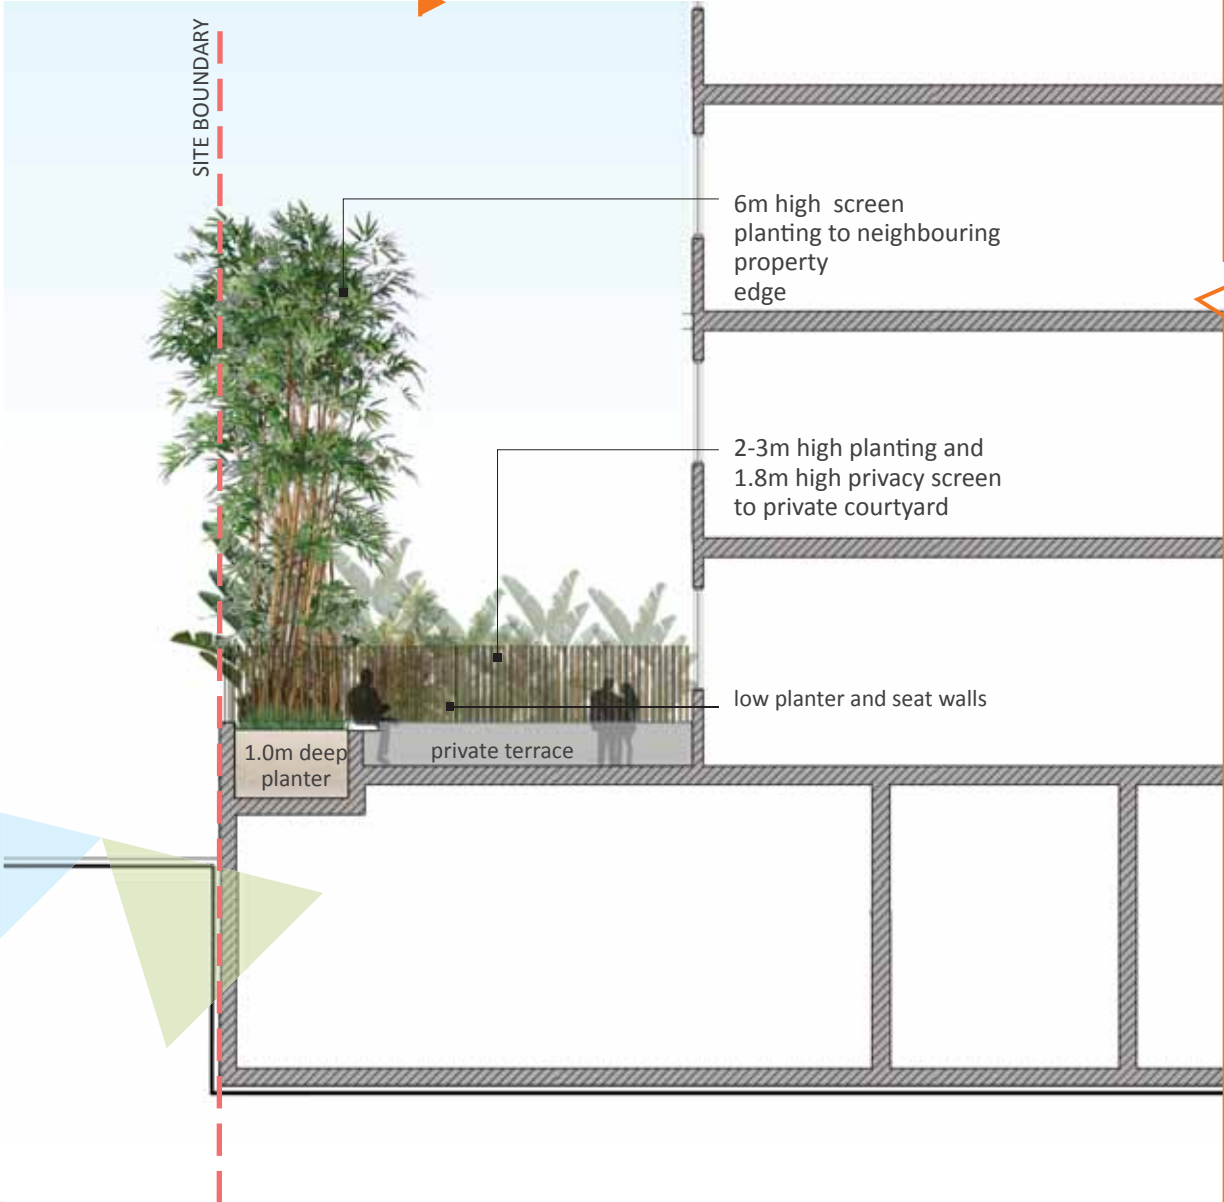 SITE BOUNDARY
6m high  screen
planting to neighbouring
property
edge
2-3m high planting and
1.8m high privacy screen
to private courtyard
low planter and seat walls
1.0m deep
planter
private terrace